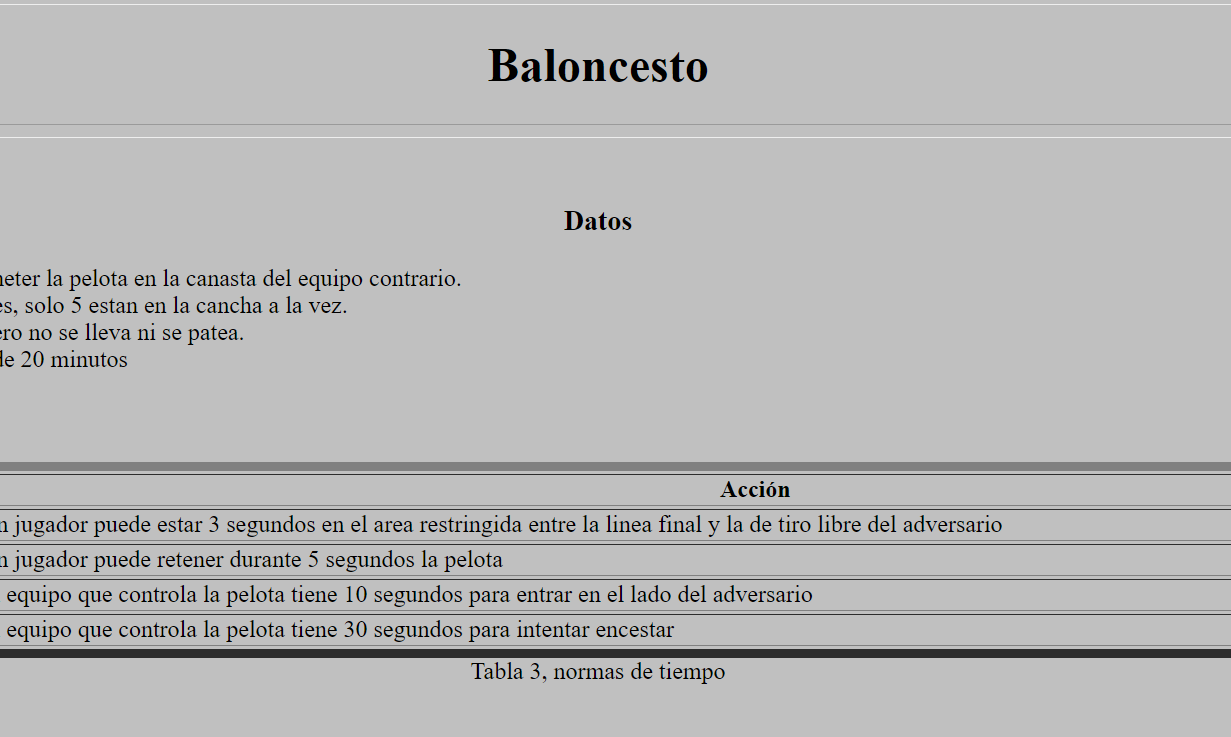 Baloncesto
Datos
la pelota en la canasta del equipo contrario.
solo 5 estan en la cancha a la vez.
no se lleva ni se patea.
20 minutos
Acción
jugador puede estar 3 segundos en el area restringida entre la linea final y la de tiro libre del adversario
jugador puede retener durante 5 segundos la pelota
equipo que controla la pelota tiene 10 segundos para entrar en el lado del adversario
equipo que controla la pelota tiene 30 segundos para intentar encestar
Tabla 3, normas de tiempo